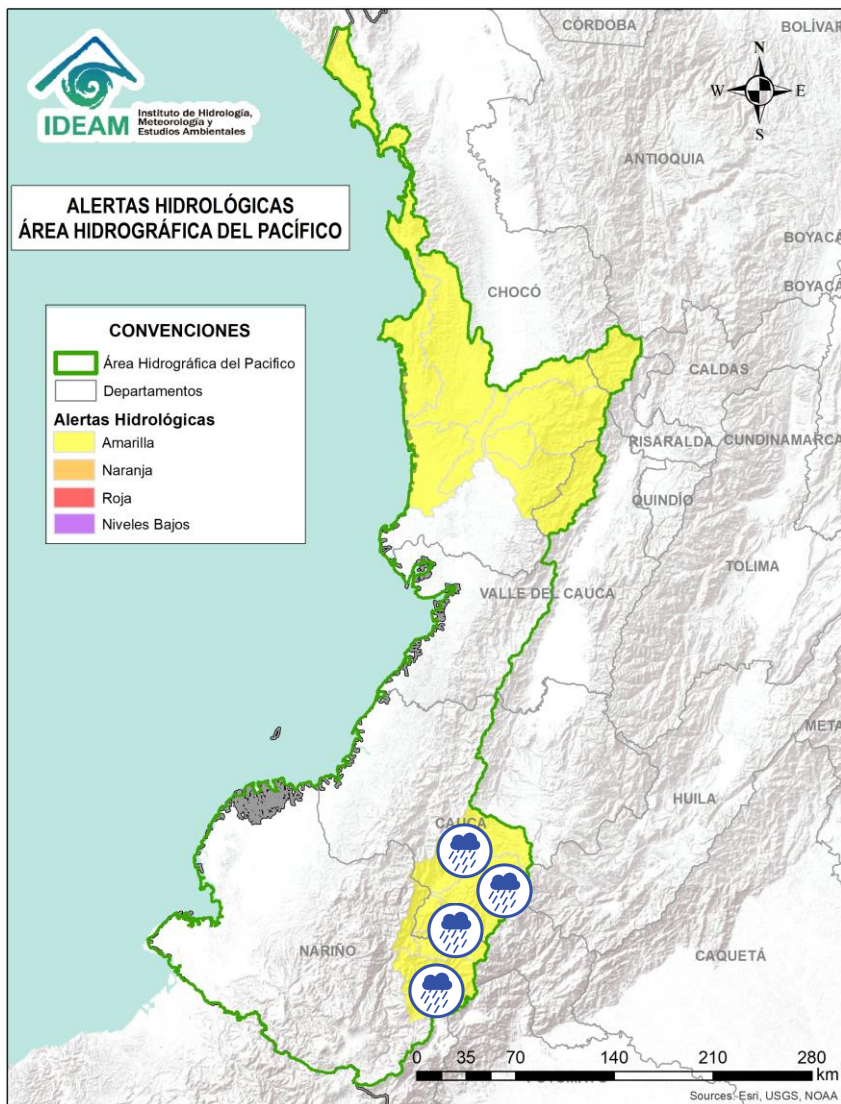 CÓRDOBA
BOLÍVAR
IDEAM
Instituto de Hidrología,
Meteorología y
Estudios Ambientales
N
W
E
S
ANTIOQUIA
ALERTAS HIDROLÓGICAS
ÁREA HIDROGRÁFICA DEL PACÍFICO
BOYACÁ
BOYACÁ
CHOCÓ
CONVENCIONES
Área Hidrográfica del Pacifico
Departamentos
Alertas Hidrológicas
Amarilla
Naranja
Roja
Niveles Bajos
CALDAS
RISARALDA
CUNDINAMARCA
QUINDÍO
TOLIMA
VALLE DEL CAUCA
META
HUILA
CAUCA
NARIÑO
CAQUETÁ
0 35 70 140 210 280
km
Sources: Esri, USGS, NOAA